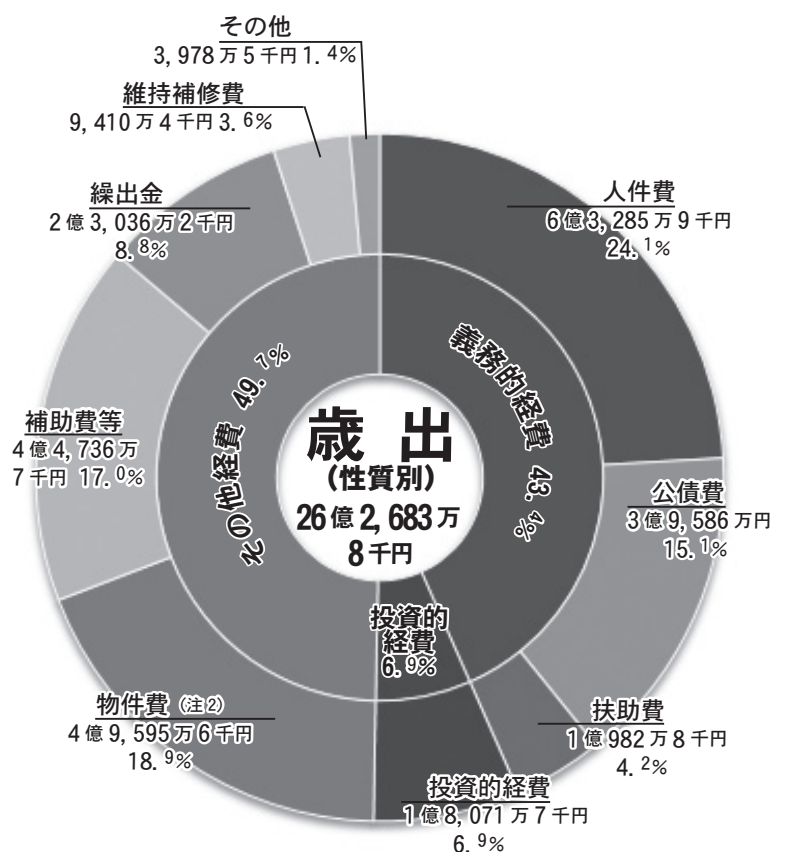 その他
3,978万5千円1.4%
維持補修費
9,410万4千円3.6%
繰出金
2億3,036万2千円
8.8%
人件費
6億3,285万9千円
24.1%
その他経費 49.7%
義務的経費 43.4%
歳出
(性質別)
26億2,683万
8千円
補助費等
4億4,736万
7千円 17.0%
公債費
3億9,586万円
15.1%
投資的
経費
6.9%
物件費(注2)
4億9,595万6千円
18.9%
扶助費
1億982万8千円
4.2%
投資的経費
1億8,071万7千円
6.9%